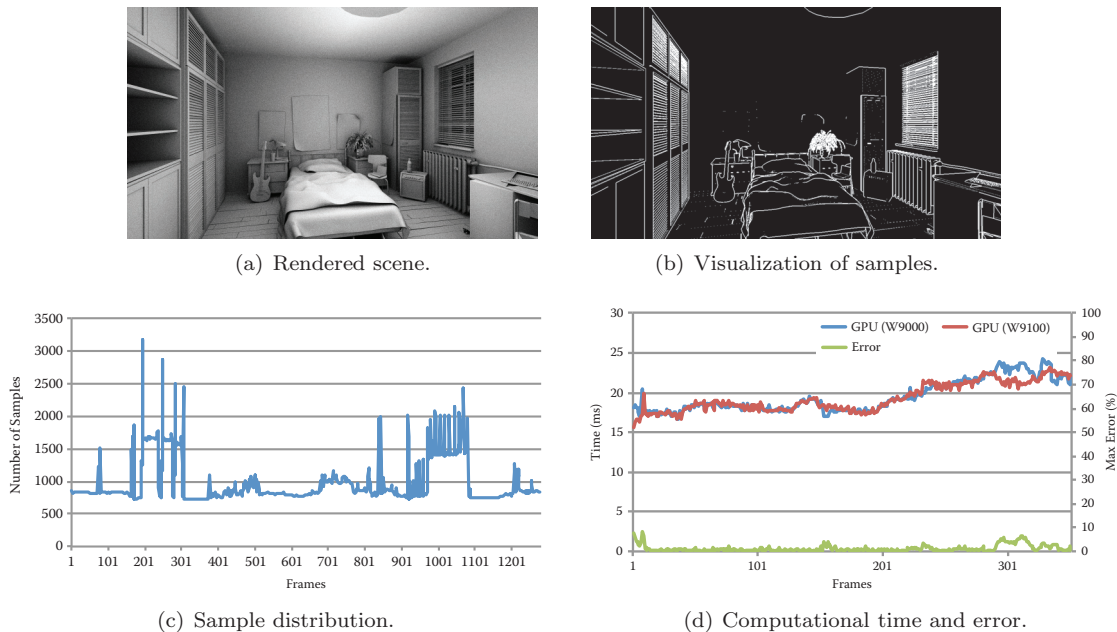 (a) Rendered scene.
(b) Visualization of samples.
3500
3000
2500
2000
1500
1000
500
0
Number of Samples
1 101 201 301 401 501 601 701 801 901 1001 1101 1201
Frames
(c) Sample distribution.
30
25
20
15
10
5
0
Time (ms)
GPU (W9000) GPU (W9100)
Error
100
90
80
70
60
50
40
30
20
10
0
Max Error (%)
1 101 201 301
Frames
(d) Computational time and error.